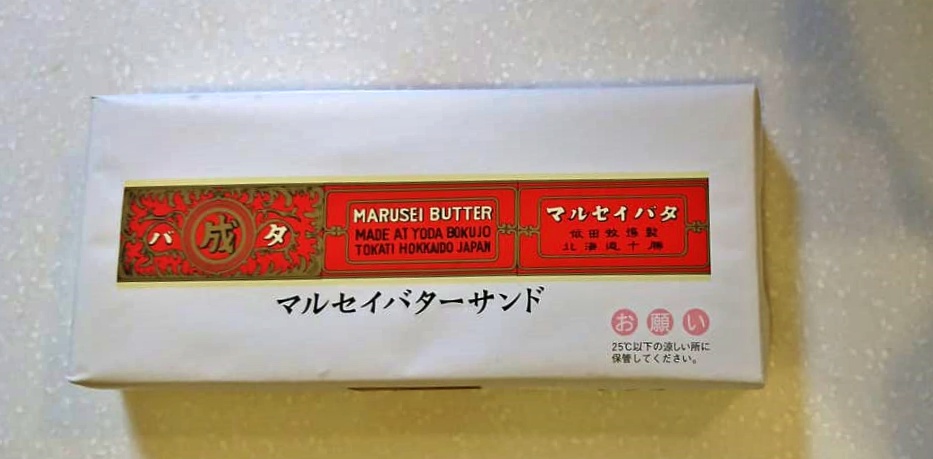 バ成タ
MARUSEI BUTTER
MADE AT YODA BOKUJO
TOKATI HOKKAIDO JAPAN
マルセイバタ
依田牧場製
北海道十勝
マルセイバターサンド
お願い
25℃以下の涼しい所に
保管してください。